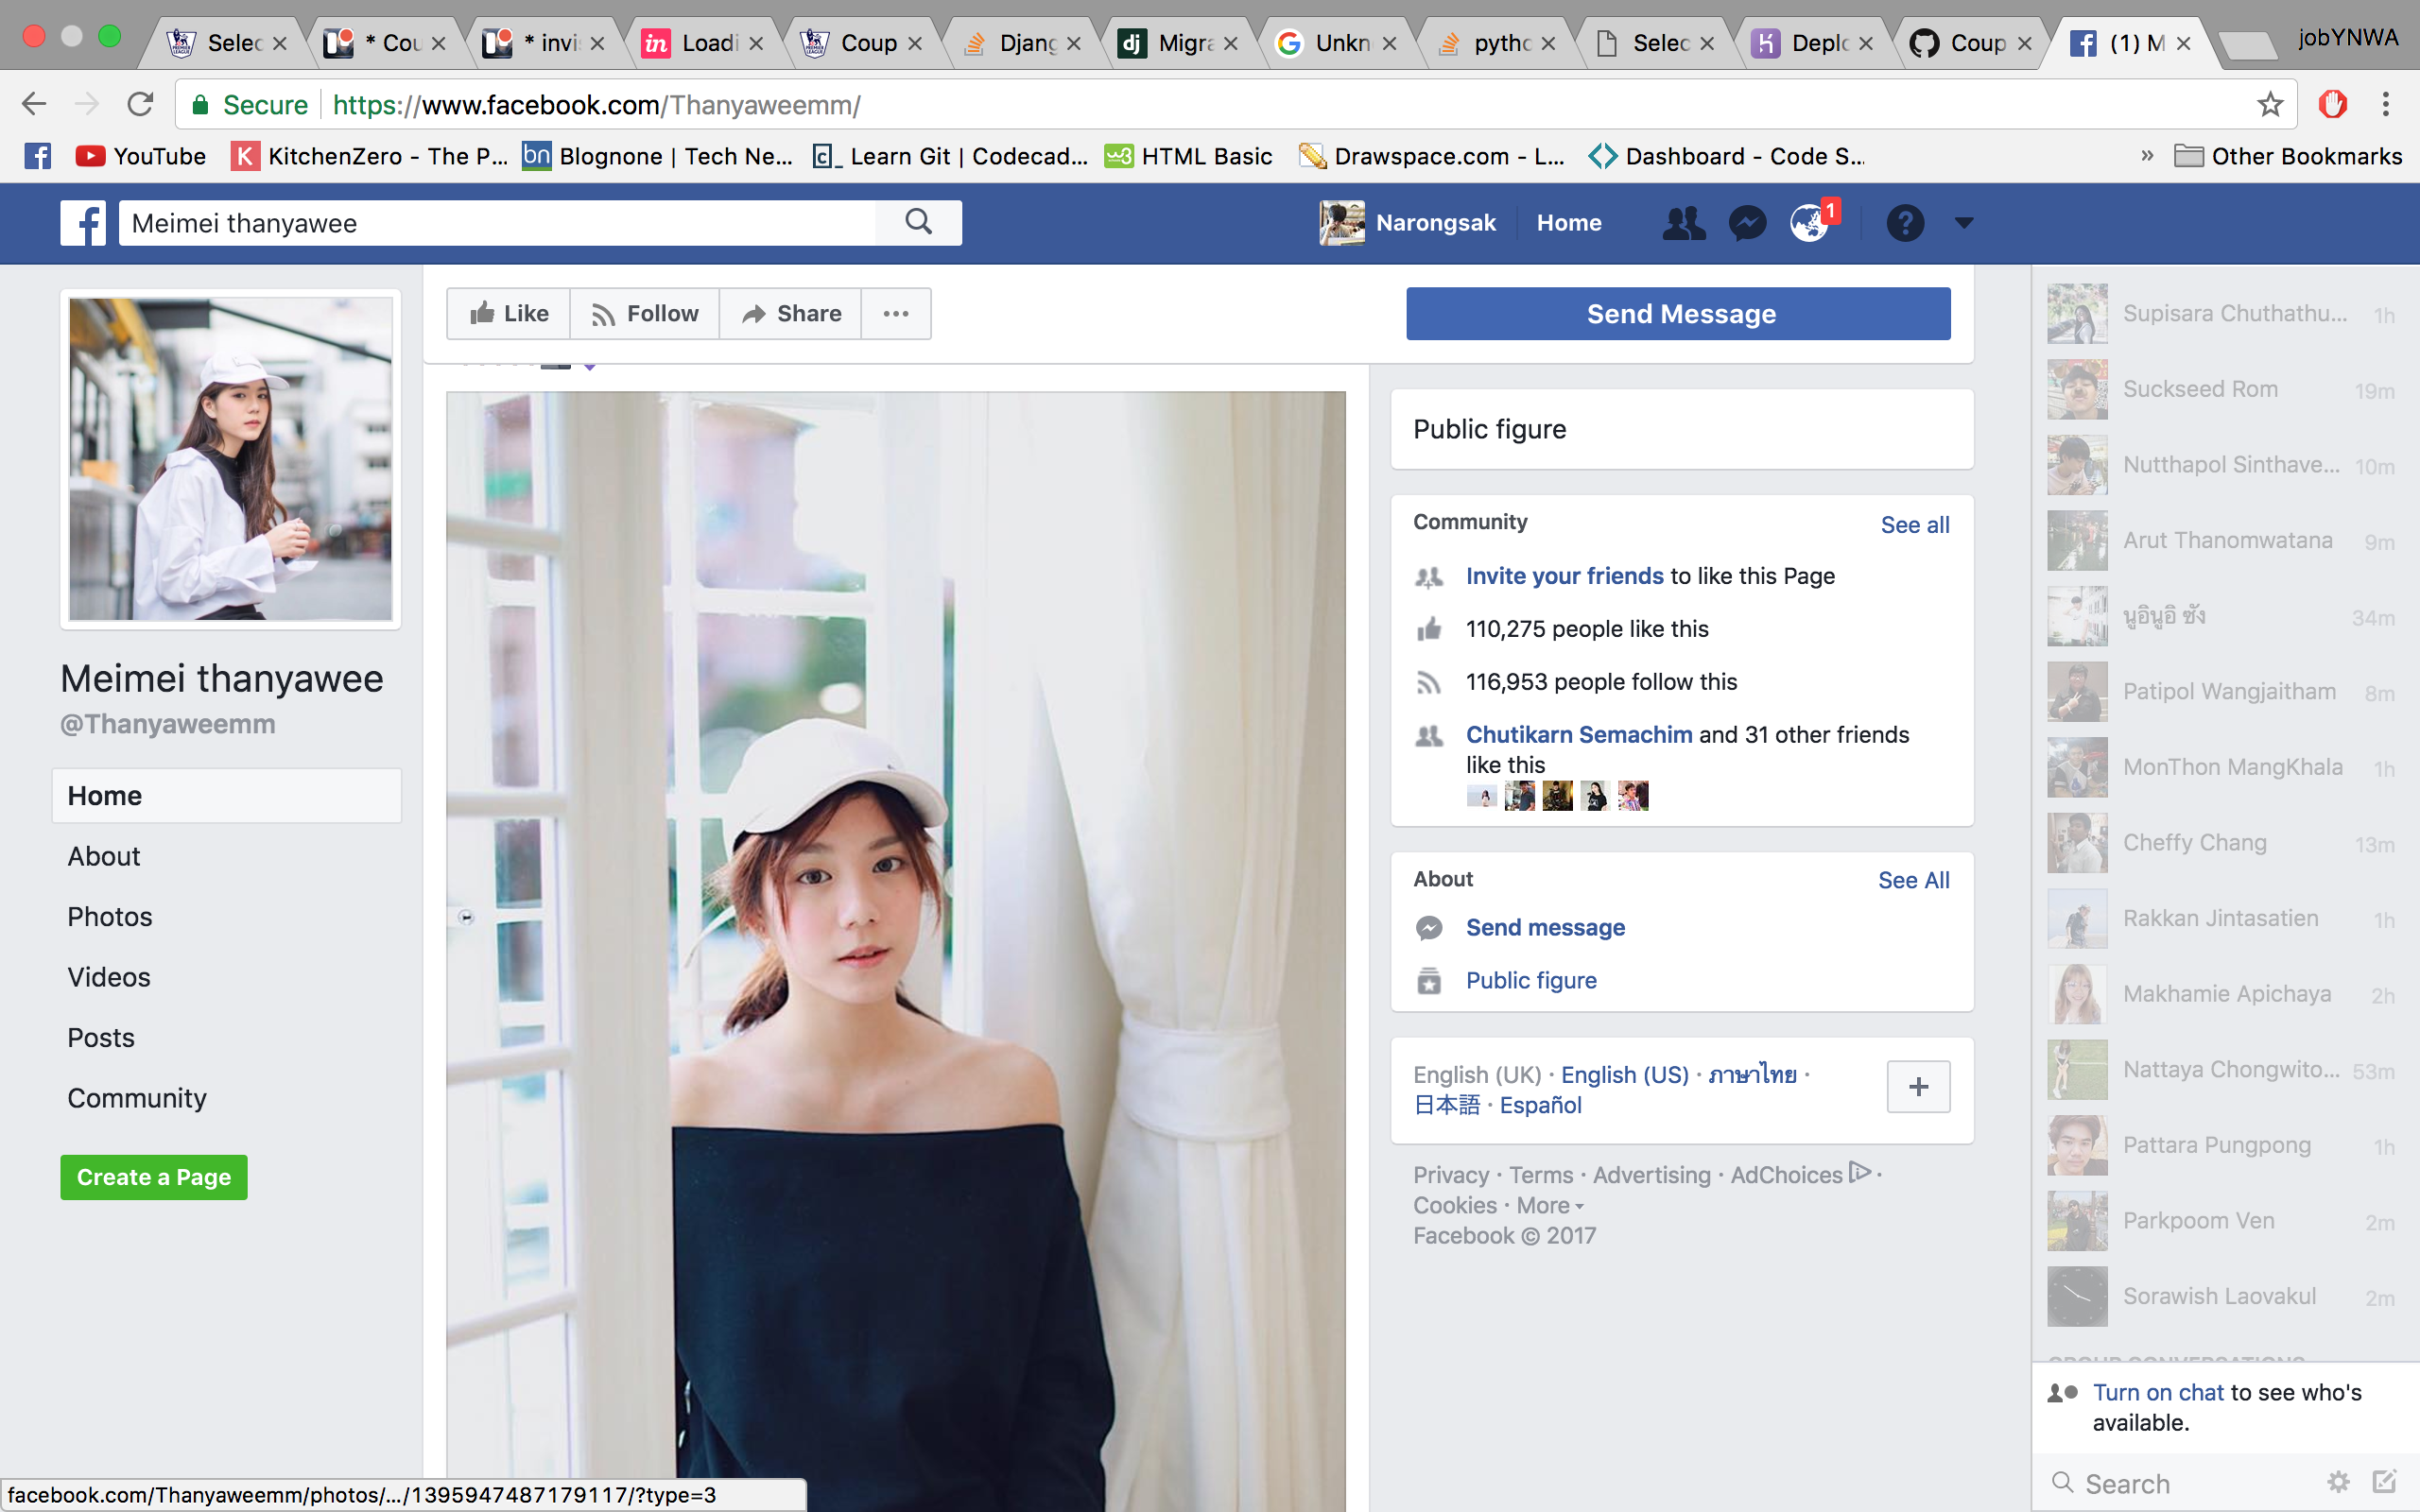 Selec
* Cou
* invi
in Loadi
Coup
Djang
dj Migra
Unkn
pytho
Selec
Deplo
Coup
(1) M
jobYNWA
Secure https://www.facebook.com/Thanyaweemm/
YouTube
K KitchenZero - The P...
bn Blognone | Tech Ne...
Learn Git | Codecad...
w3 HTML Basic
Drawspace.com - L...
Dashboard - Code S...
» Other Bookmarks
Meimei thanyawee
Narongsak
Home
1
Like
Follow
Share
Send Message
Meimei thanyawee
@Thanyaweemm
Home
About
Photos
Videos
Posts
Community
Create a Page
Public figure
Community
See all
Invite your friends to like this Page
110,275 people like this
116,953 people follow this
Chutikarn Semachim and 31 other friends
like this
About
See All
Send message
Public figure
English (UK) · English (US) · ภาษาไทย ·
日本語 · Español
Privacy · Terms · Advertising · AdChoices ·
Cookies · More
Facebook © 2017
Supisara Chuthathu... 1h
Suckseed Rom 19m
Nutthapol Sinthave... 10m
Arut Thanomwatana 9m
นูอินูอิ ซัง 34m
Patipol Wangjaitham 8m
MonThon MangKhala 1h
Cheffy Chang 13m
Rakkan Jintasatien 1h
Makhamie Apichaya 2h
Nattaya Chongwito... 53m
Pattara Pungpong 1h
Parkpoom Ven 2m
Sorawish Laovakul 2m
GROUP CONVERSATIONS
Turn on chat to see who's
available.
Search
facebook.com/Thanyaweemm/photos/.../1395947487179117/?type=3